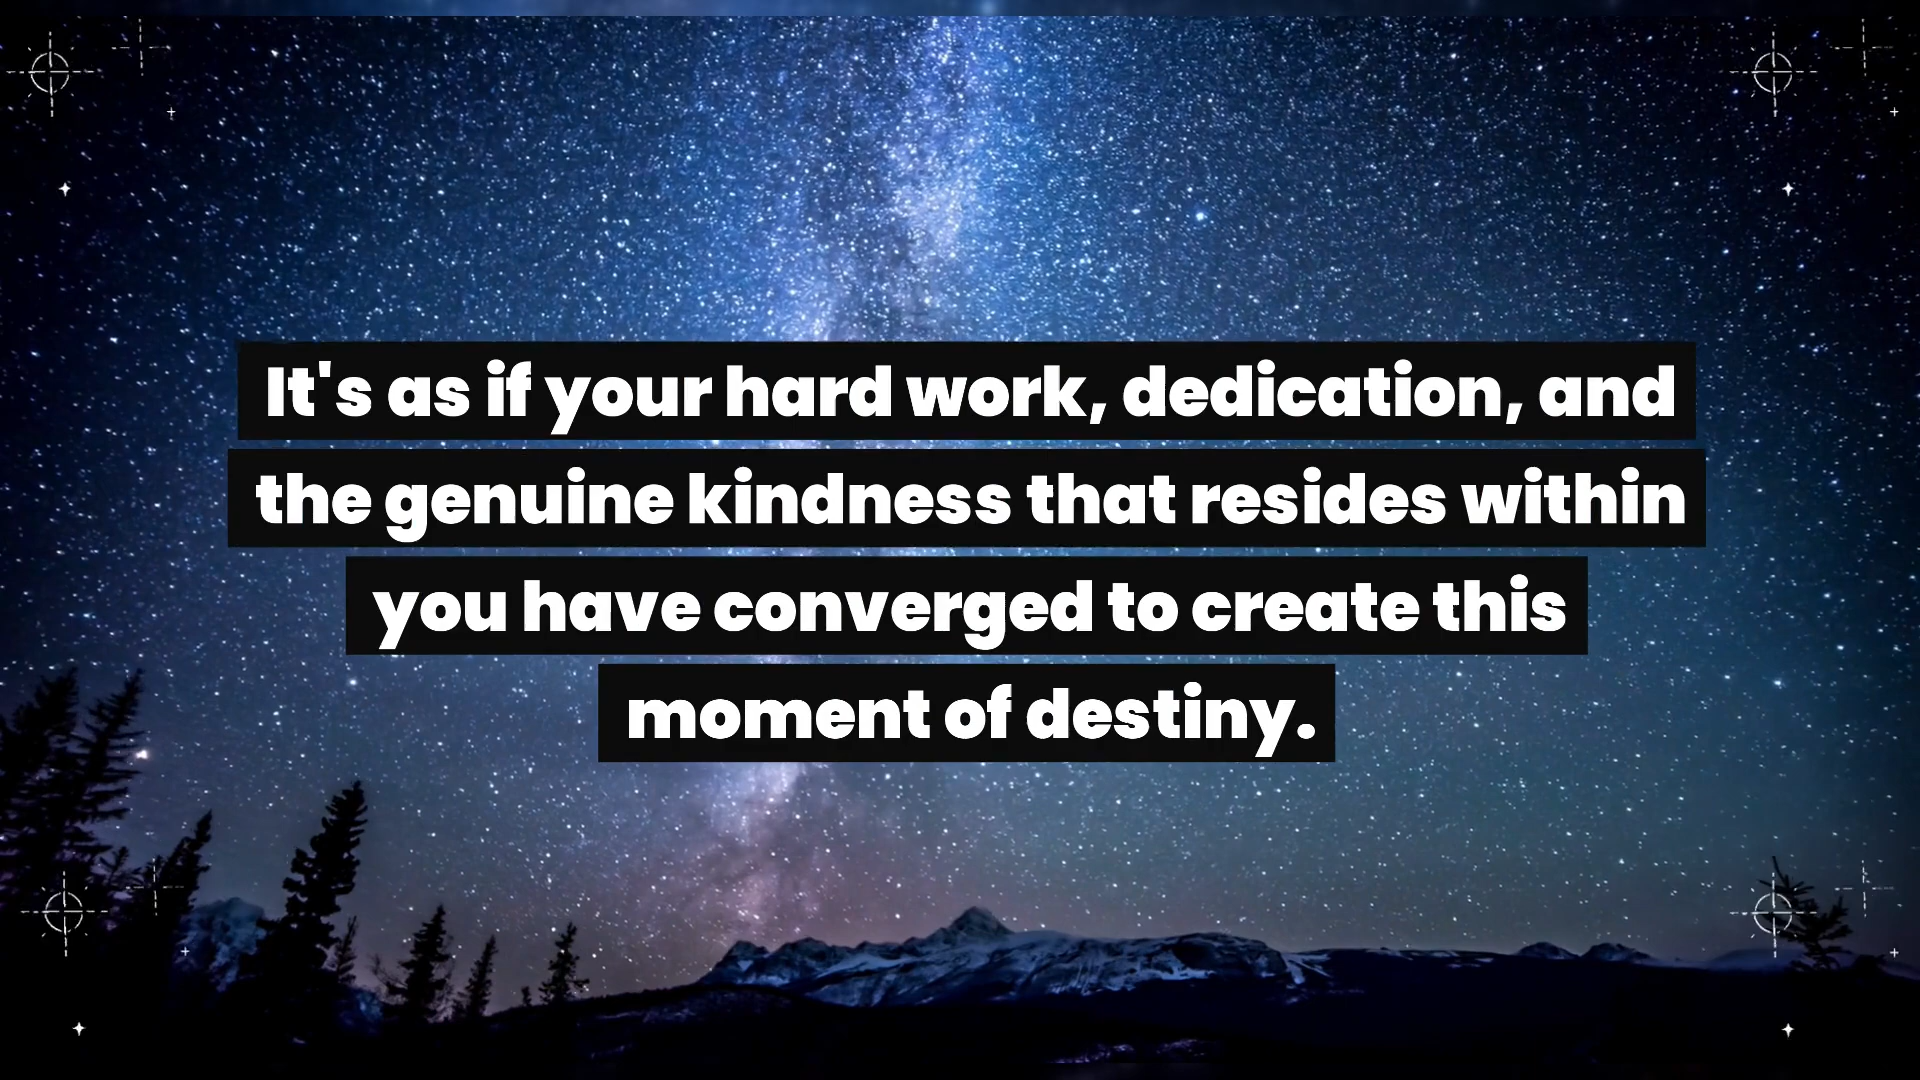 It's as if your hard work, dedication, and
the genuine kindness that resides within
you have converged to create this
moment of destiny.